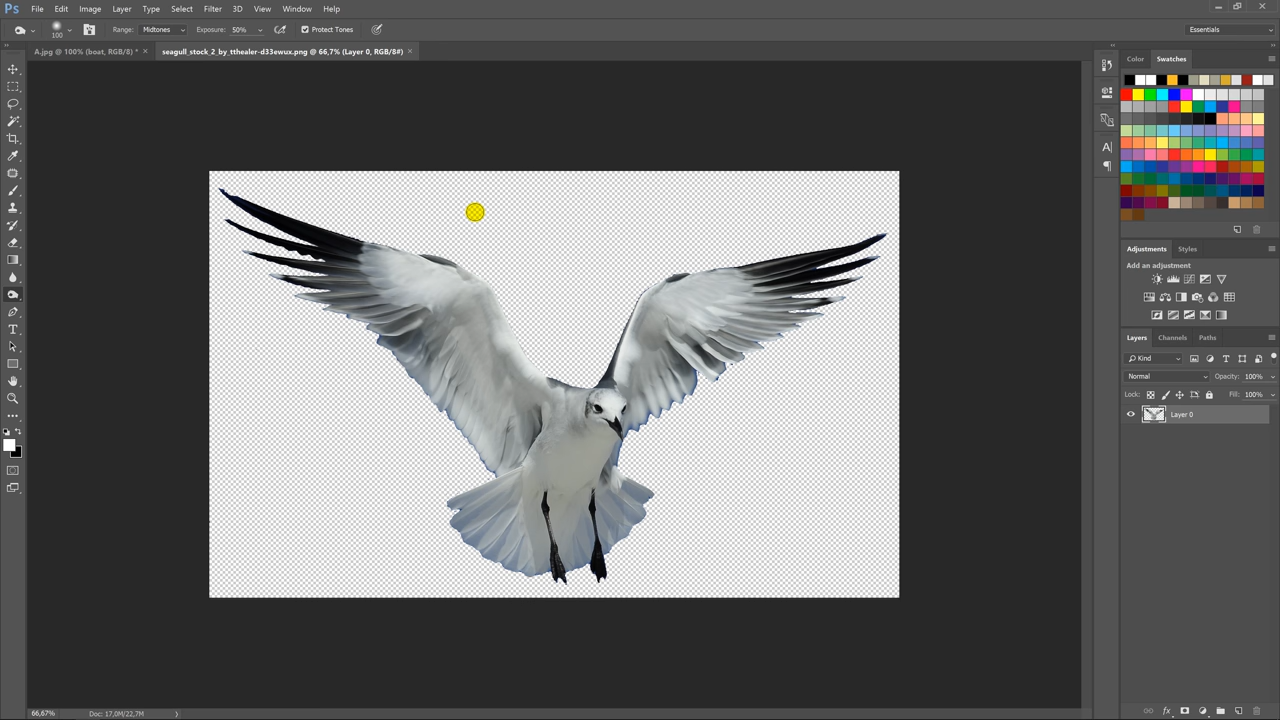 Ps File Edit Image Layer Type Select Filter 3D View Window Help
100 Range: Midtones Exposure: 50% Protect Tones Essentials
A.jpg @ 100% (boat, RGB/8) * × seagull_stock_2_by_tthealer-d33ewux.png @ 66,7% (Layer 0, RGB/8#) ×
Color Swatches
Adjustments Styles
Add an adjustment
Layers Channels Paths
Kind
Normal Opacity: 100%
Lock: Fill: 100%
Layer 0
66,67% Doc: 17,0M/22,7M